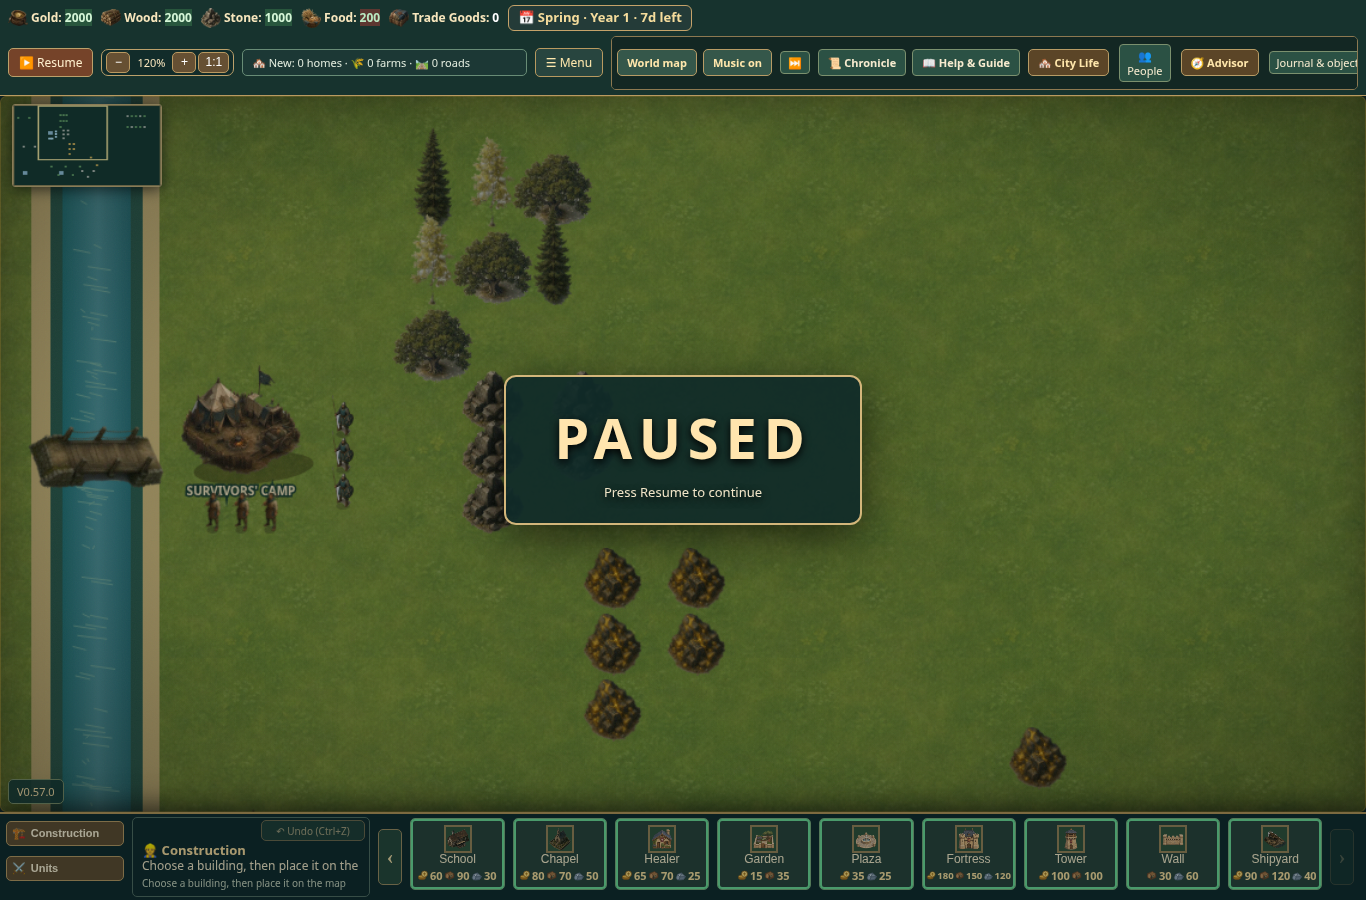 Gold: 2000 Wood: 2000 Stone: 1000 Food: 200 Trade Goods: 0 Spring · Year 1 · 7d left
Resume − 120% + 1:1 New: 0 homes · 0 farms · 0 roads ☰ Menu World map Music on Chronicle Help & Guide City Life People Advisor Journal & object
SURVIVORS' CAMP
PAUSED
Press Resume to continue
V0.57.0
Construction
Units
↶ Undo (Ctrl+Z)
Construction
Choose a building, then place it on the
Choose a building, then place it on the map
‹
School
60 90 30
Chapel
80 70 50
Healer
65 70 25
Garden
15 35
Plaza
35 25
Fortress
180 150 120
Tower
100 100
Wall
30 60
Shipyard
90 120 40
›